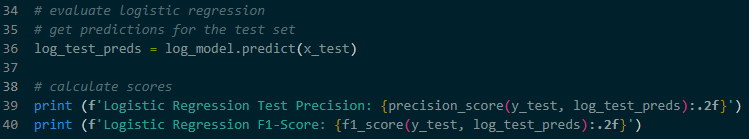 34 # evaluate logistic regression
35 # get predictions for the test set
36 log_test_preds = log_model.predict(x_test)
37
38 # calculate scores
39 print (f'Logistic Regression Test Precision: {precision_score(y_test, log_test_preds):.2f}')
40 print (f'Logistic Regression F1-Score: {f1_score(y_test, log_test_preds):.2f}')